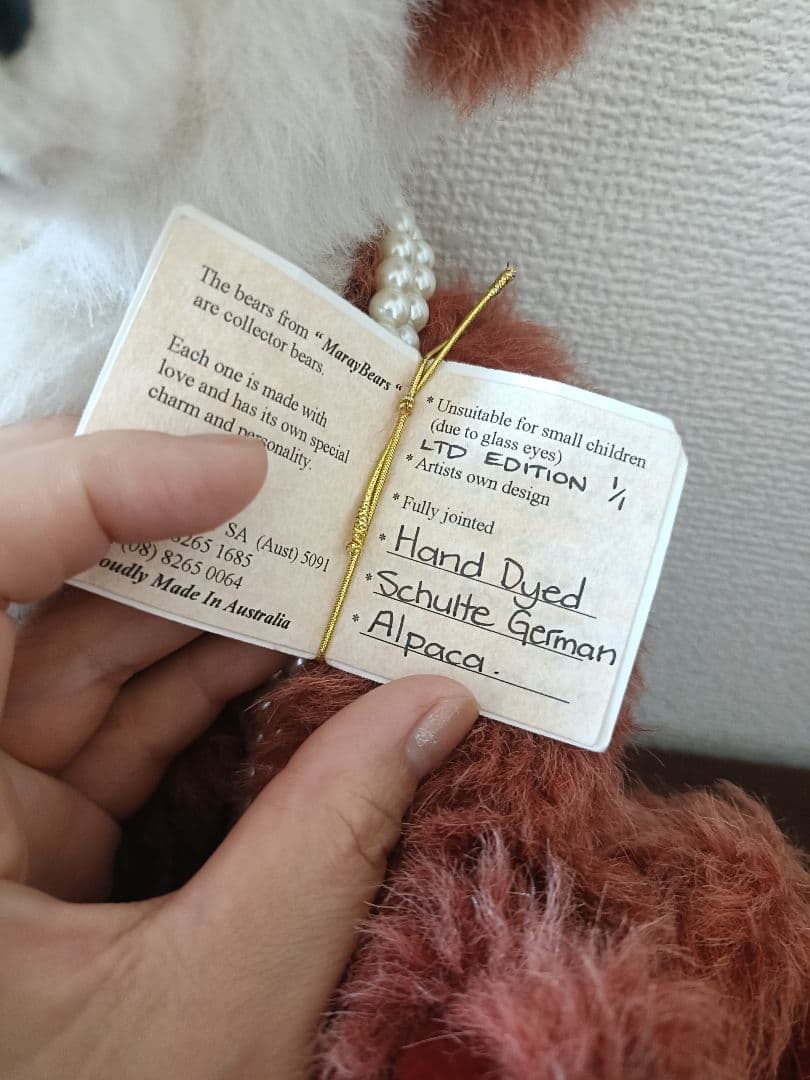 The bears from “ MarayBears “
are collector bears.
Each one is made with
love and has its own special
charm and personality.
SA (Aust) 5091
8265 1685
(08) 8265 0064
oudly Made In Australia
* Unsuitable for small children
(due to glass eyes)
LTD EDITION 1/1
* Artists own design
* Fully jointed
* Hand Dyed
* Schulte German
* Alpaca.